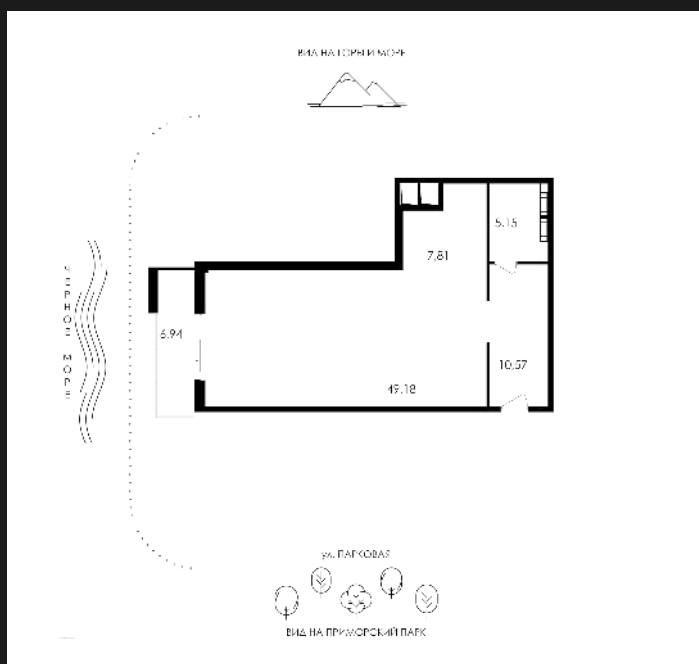 ВИД НА ГОРЫ И МОРЕ
5.15
7,81
ЧЕРНОЕ МОРЕ
6.94
10,57
49.18
ул. ПАРКОВАЯ
ВИД НА ПРИМОРСКИЙ ПАРК